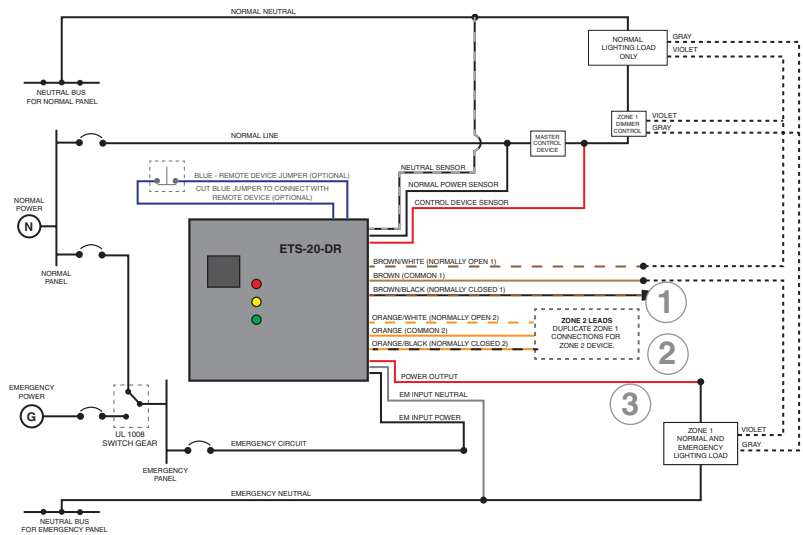 NORMAL NEUTRAL
GRAY
VIOLET
NORMAL
LIGHTING LOAD
ONLY
NEUTRAL BUS
FOR NORMAL PANEL
ZONE 1
DIMMER
CONTROL
VIOLET
GRAY
NORMAL LINE
MASTER
CONTROL
DEVICE
NEUTRAL SENSOR
BLUE - REMOTE DEVICE JUMPER (OPTIONAL)
NORMAL POWER SENSOR
CUT BLUE JUMPER TO CONNECT WITH
REMOTE DEVICE (OPTIONAL)
CONTROL DEVICE SENSOR
NORMAL
POWER
N
NORMAL
PANEL
ETS-20-DR
BROWN/WHITE (NORMALLY OPEN 1)
BROWN (COMMON 1)
BROWN/BLACK (NORMALLY CLOSED 1)
1
ORANGE/WHITE (NORMALLY OPEN 2)
ORANGE (COMMON 2)
ORANGE/BLACK (NORMALLY CLOSED 2)
ZONE 2 LEADS
DUPLICATE ZONE 1
CONNECTIONS FOR
ZONE 2 DEVICE.
2
POWER OUTPUT
EM INPUT NEUTRAL
3
EM INPUT POWER
EMERGENCY
POWER
G
UL 1008
SWITCH GEAR
EMERGENCY CIRCUIT
EMERGENCY
PANEL
ZONE 1
NORMAL AND
EMERGENCY
LIGHTING LOAD
VIOLET
GRAY
EMERGENCY NEUTRAL
NEUTRAL BUS
FOR EMERGENCY PANEL